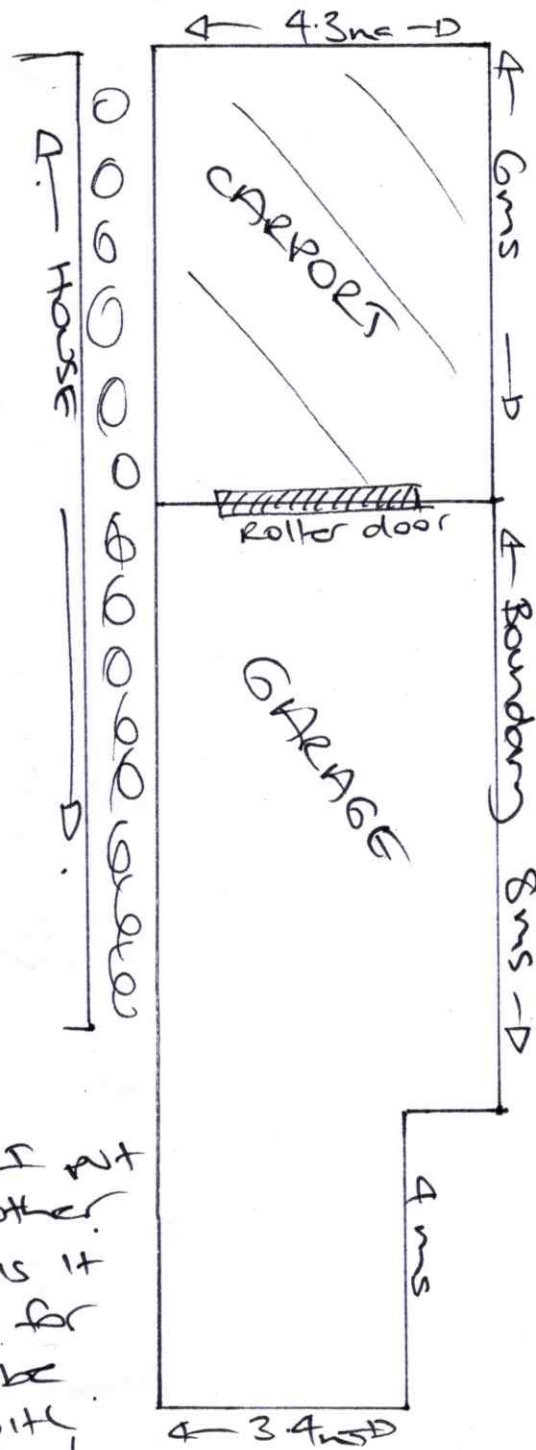 4.3ms
6ms
CARPORT
House
Roller door
Boundary 8ms
GARAGE
4ms
I put
other
is it
for
be
3.4ms